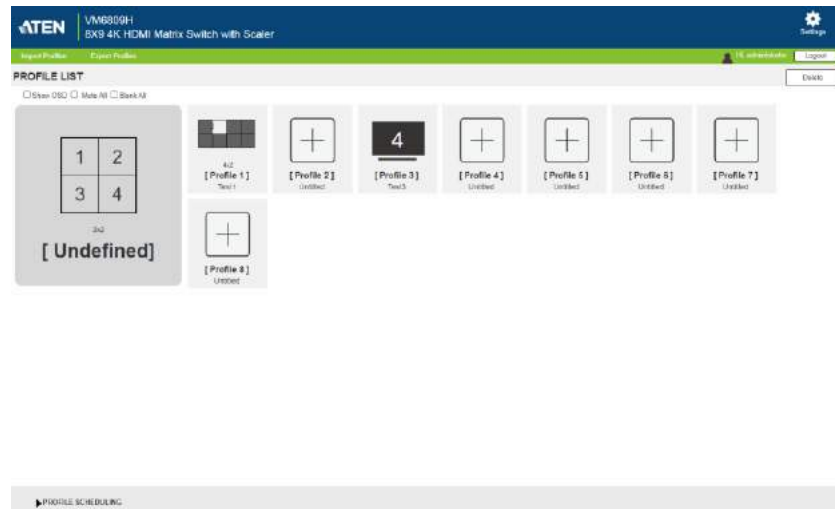 ATEN
VM6809H
8X9 4K HDMI Matrix Switch with Scaler
Settings
Import Profiles Export Profiles
Hi, administrator Logout
PROFILE LIST
Delete
Show OSD Mute All Blank All
1 2
3 4
2x2
[ Undefined]
4x2
[ Profile 1 ]
Test1
[ Profile 2 ]
Untitled
4
[ Profile 3 ]
Test3
[ Profile 4 ]
Untitled
[ Profile 5 ]
Untitled
[ Profile 6 ]
Untitled
[ Profile 7 ]
Untitled
[ Profile 8 ]
Untitled
PROFILE SCHEDULING